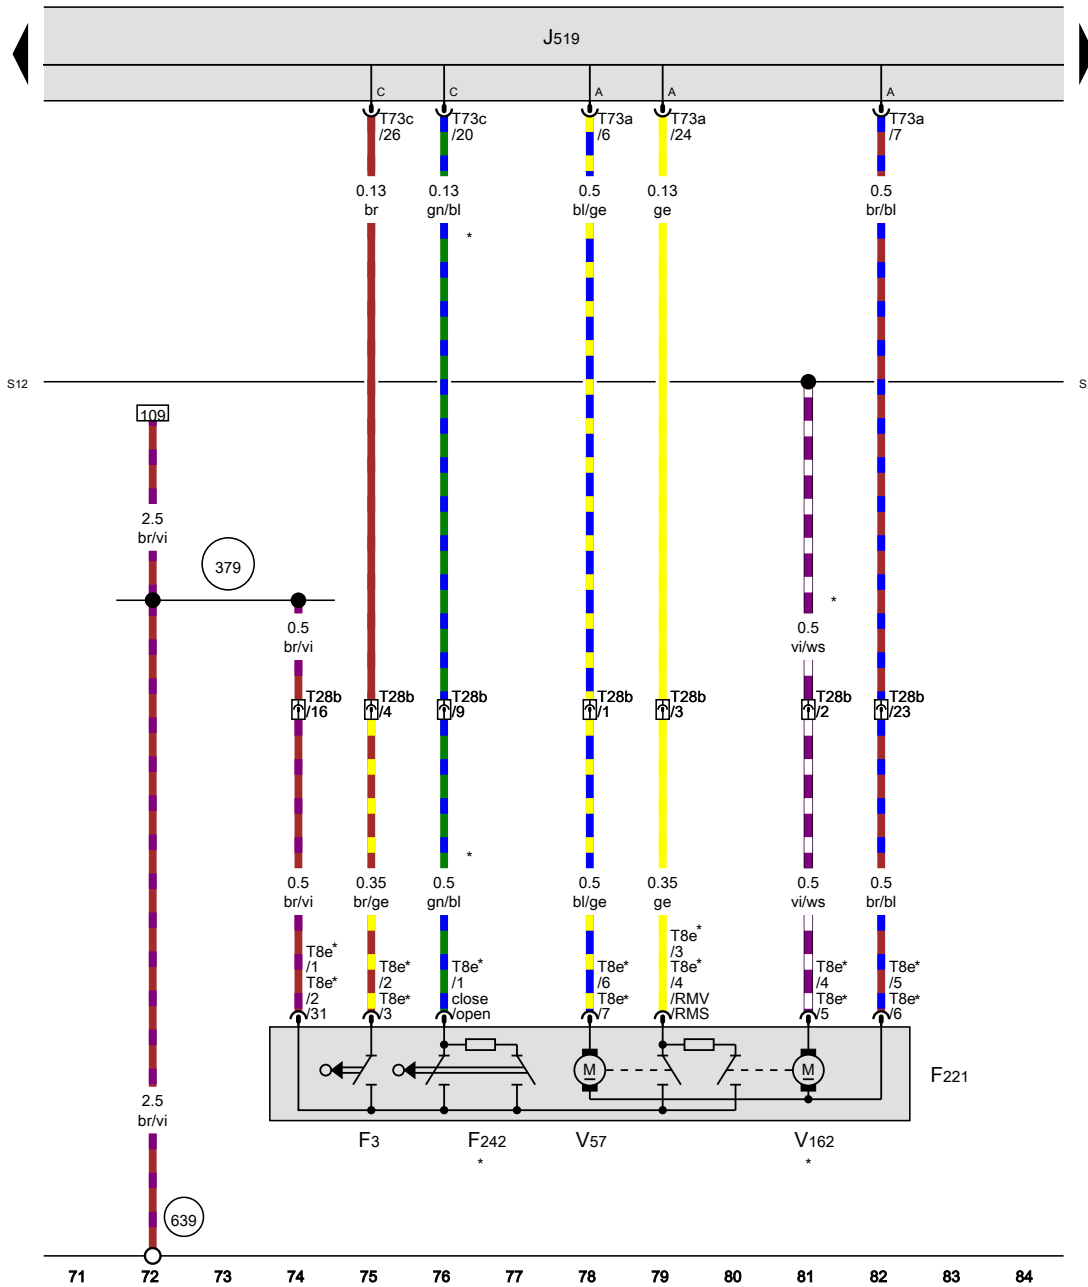 J519
C
C
A
A
A
T73c
/26
T73c
/20
T73a
/6
T73a
/24
T73a
/7
0.13
br
0.13
gn/bl
*
0.5
bl/ge
0.13
ge
0.5
br/bl
S12
S
109
2.5
br/vi
379
0.5
br/vi
*
0.5
vi/ws
T28b
/16
T28b
/4
T28b
/9
T28b
/1
T28b
/3
T28b
/2
T28b
/23
*
0.5
br/vi
0.35
br/ge
0.5
gn/bl
0.5
bl/ge
0.35
ge
0.5
vi/ws
0.5
br/bl
T8e*
/1
T8e*
/2
/31
T8e*
/2
T8e*
/3
T8e*
/1
close
/open
T8e*
/6
T8e*
/7
T8e*
/3
T8e*
/4
/RMV
/RMS
T8e*
/4
T8e*
/5
T8e*
/5
T8e*
/6
M
M
F221
F3
F242
*
V57
V162
*
2.5
br/vi
639
71 72 73 74 75 76 77 78 79 80 81 82 83 84